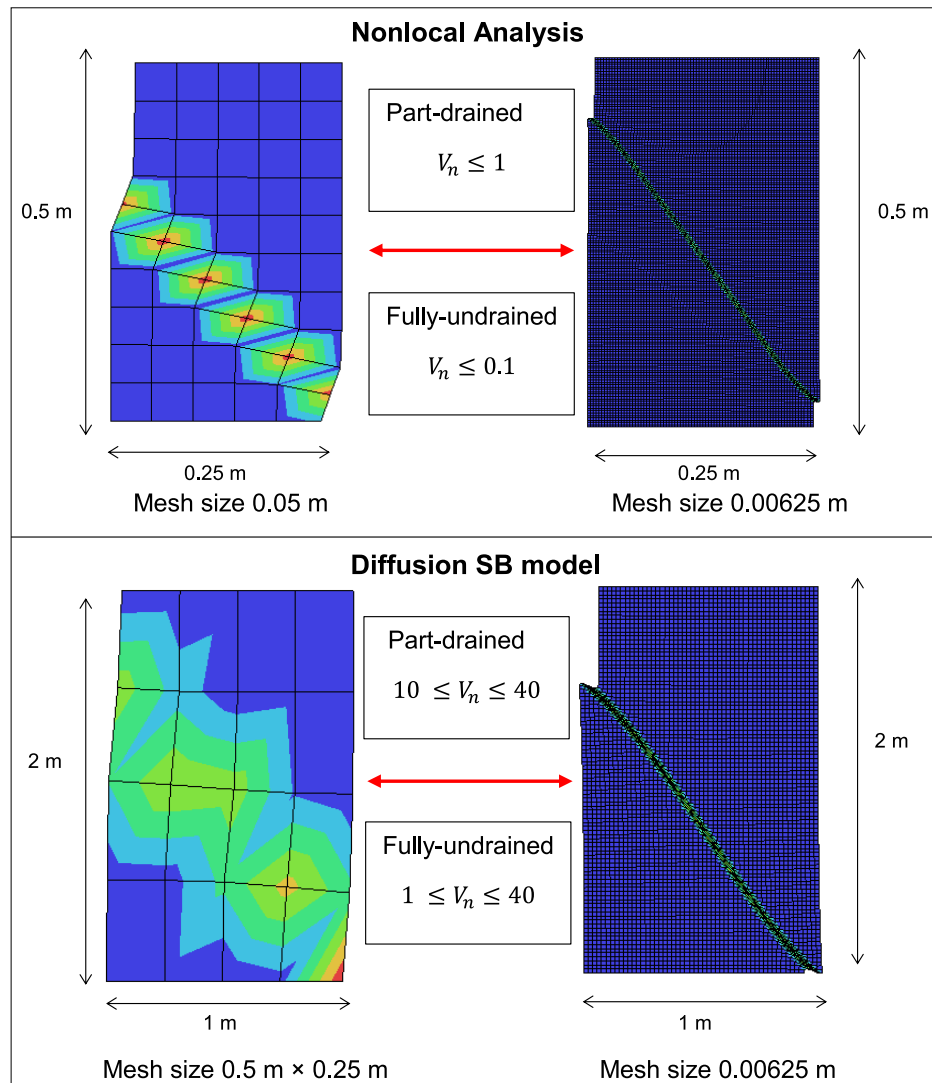 Nonlocal Analysis
Part-drained
Vₙ ≤ 1
0.5 m
0.5 m
Fully-undrained
Vₙ ≤ 0.1
0.25 m
0.25 m
Mesh size 0.05 m
Mesh size 0.00625 m
Diffusion SB model
Part-drained
10 ≤ Vₙ ≤ 40
2 m
2 m
Fully-undrained
1 ≤ Vₙ ≤ 40
1 m
1 m
Mesh size 0.5 m × 0.25 m
Mesh size 0.00625 m